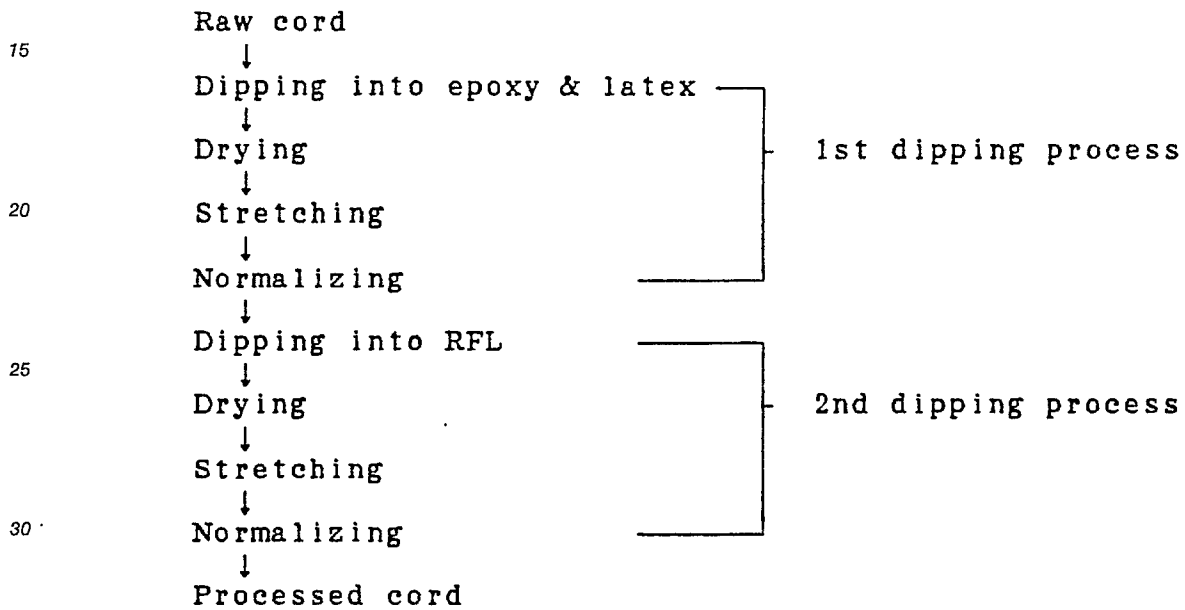 Raw cord
15
↓
Dipping into epoxy & latex
↓
Drying 1st dipping process
↓
20 Stretching
↓
Normalizing
↓
Dipping into RFL
25
↓
Drying 2nd dipping process
↓
Stretching
↓
30 Normalizing
↓
Processed cord